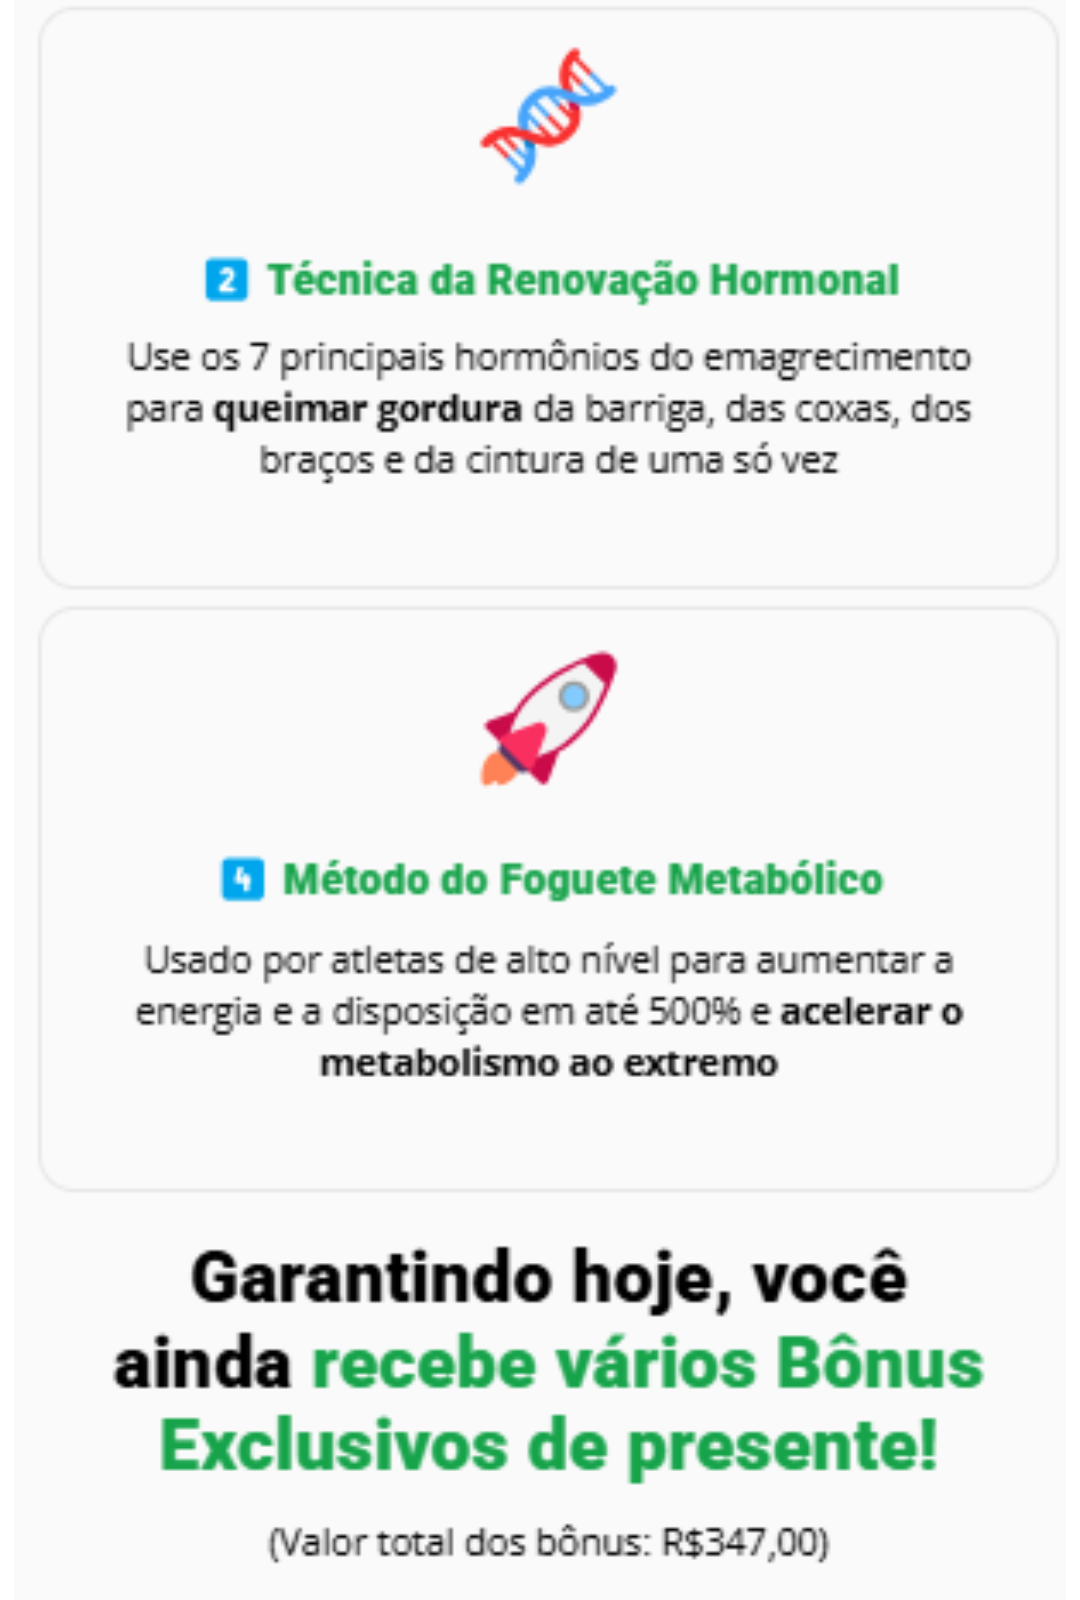 2 Técnica da Renovação Hormonal
Use os 7 principais hormônios do emagrecimento
para queimar gordura da barriga, das coxas, dos
braços e da cintura de uma só vez
4 Método do Foguete Metabólico
Usado por atletas de alto nível para aumentar a
energia e a disposição em até 500% e acelerar o
metabolismo ao extremo
Garantindo hoje, você
ainda recebe vários Bônus
Exclusivos de presente!
(Valor total dos bônus: R$347,00)